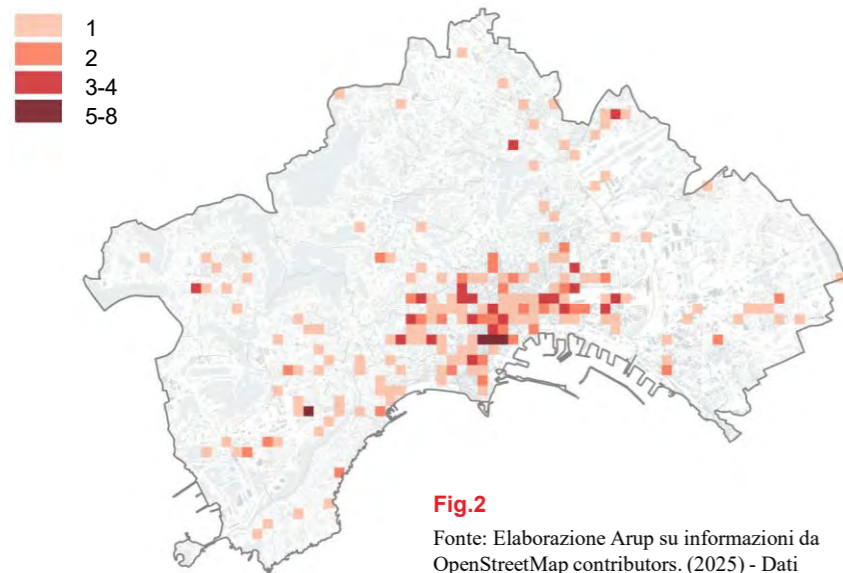 1
2
3-4
5-8
Fig.2
Fonte: Elaborazione Arup su informazioni da
OpenStreetMap contributors. (2025) - Dati